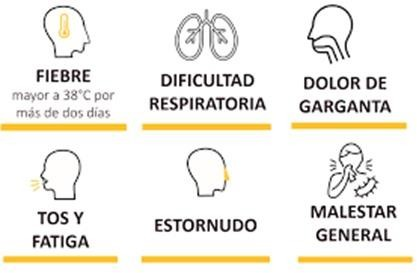 FIEBRE
mayor a 38°C por
más de dos días
DIFICULTAD
RESPIRATORIA
DOLOR DE
GARGANTA
TOS Y
FATIGA
ESTORNUDO
MALESTAR
GENERAL